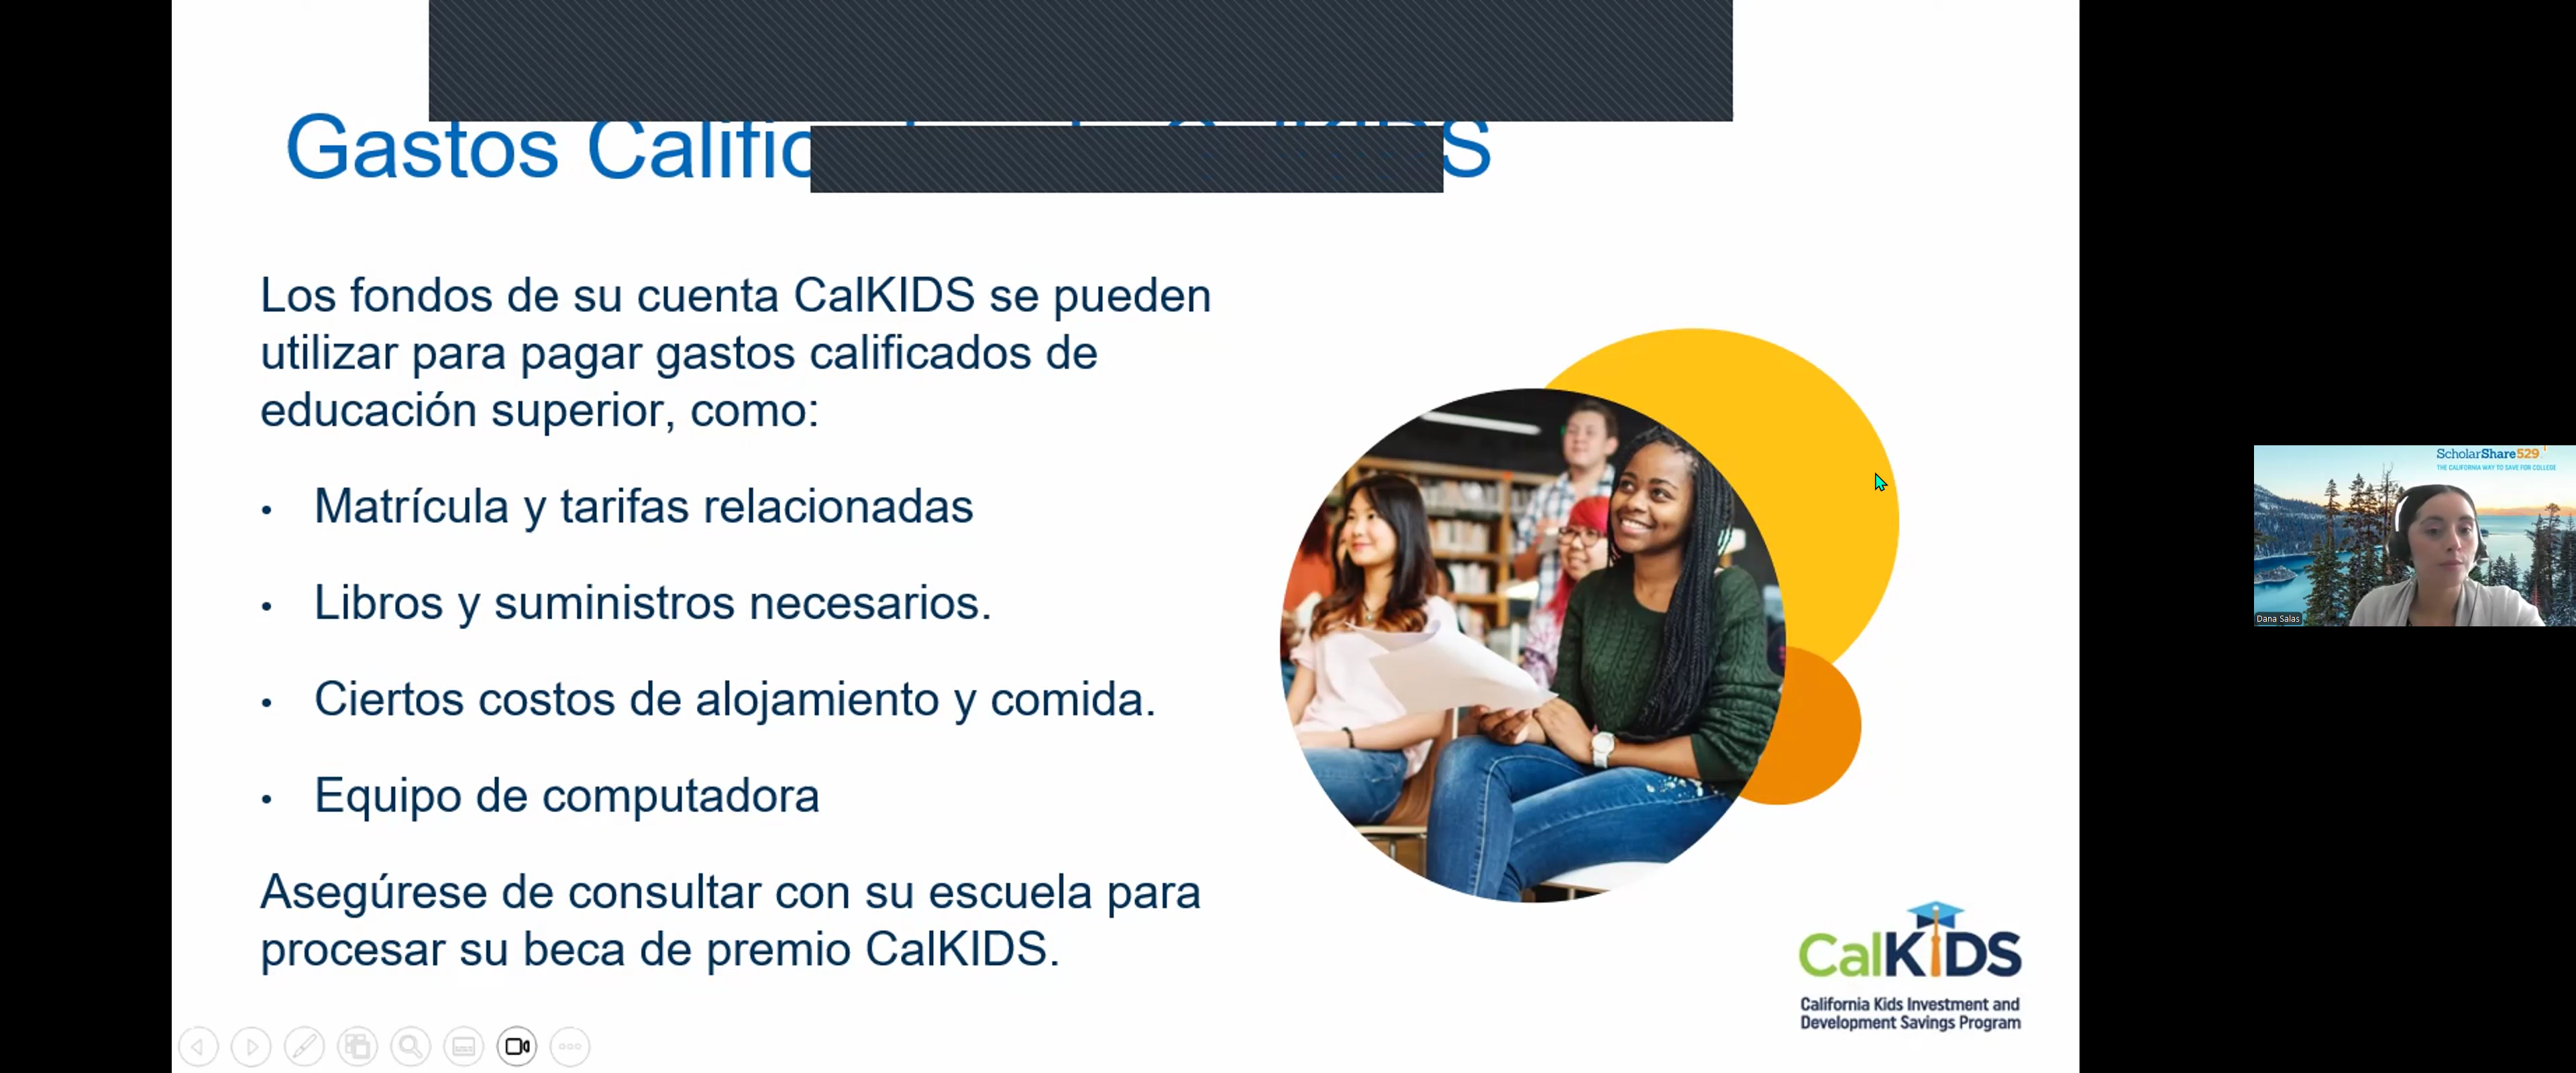 Gastos
Los fondos de su cuenta CalKIDS se pueden
utilizar para pagar gastos calificados de
educación superior, como:
• Matrícula y tarifas relacionadas
• Libros y suministros necesarios.
• Ciertos costos de alojamiento y comida.
• Equipo de computadora
Asegúrese de consultar con su escuela para
procesar su beca de premio CalKIDS.
CalKIDS
California Kids Investment and
Development Savings Program
ScholarShare529
THE CALIFORNIA WAY TO SAVE FOR COLLEGE
Dana Salas